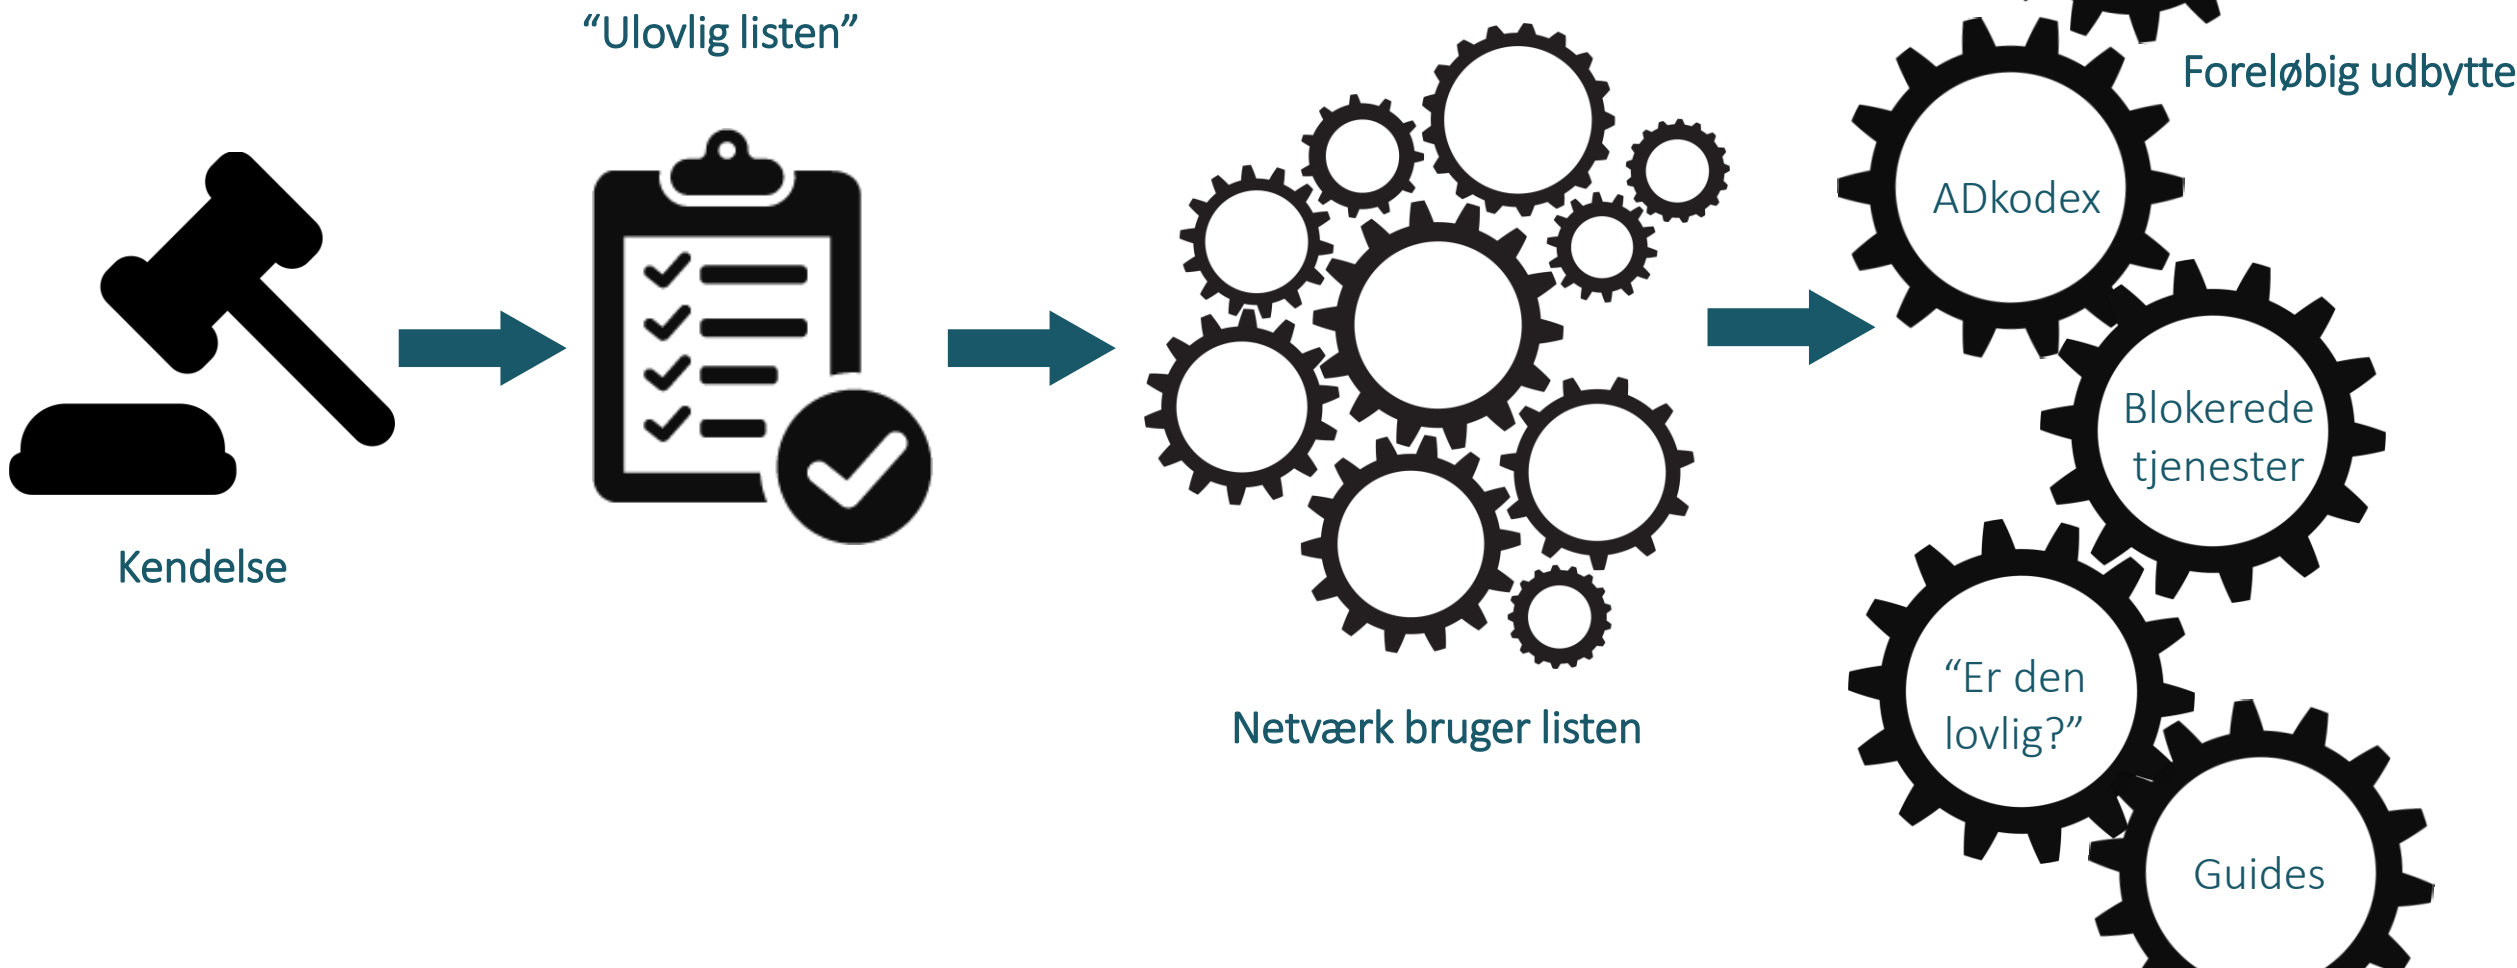 “Ulovlig listen”
Kendelse
Netværk bruger listen
Foreløbig udbytte
ADkodex
Blokerede
tjenester
“Er den
lovlig?”
Guides